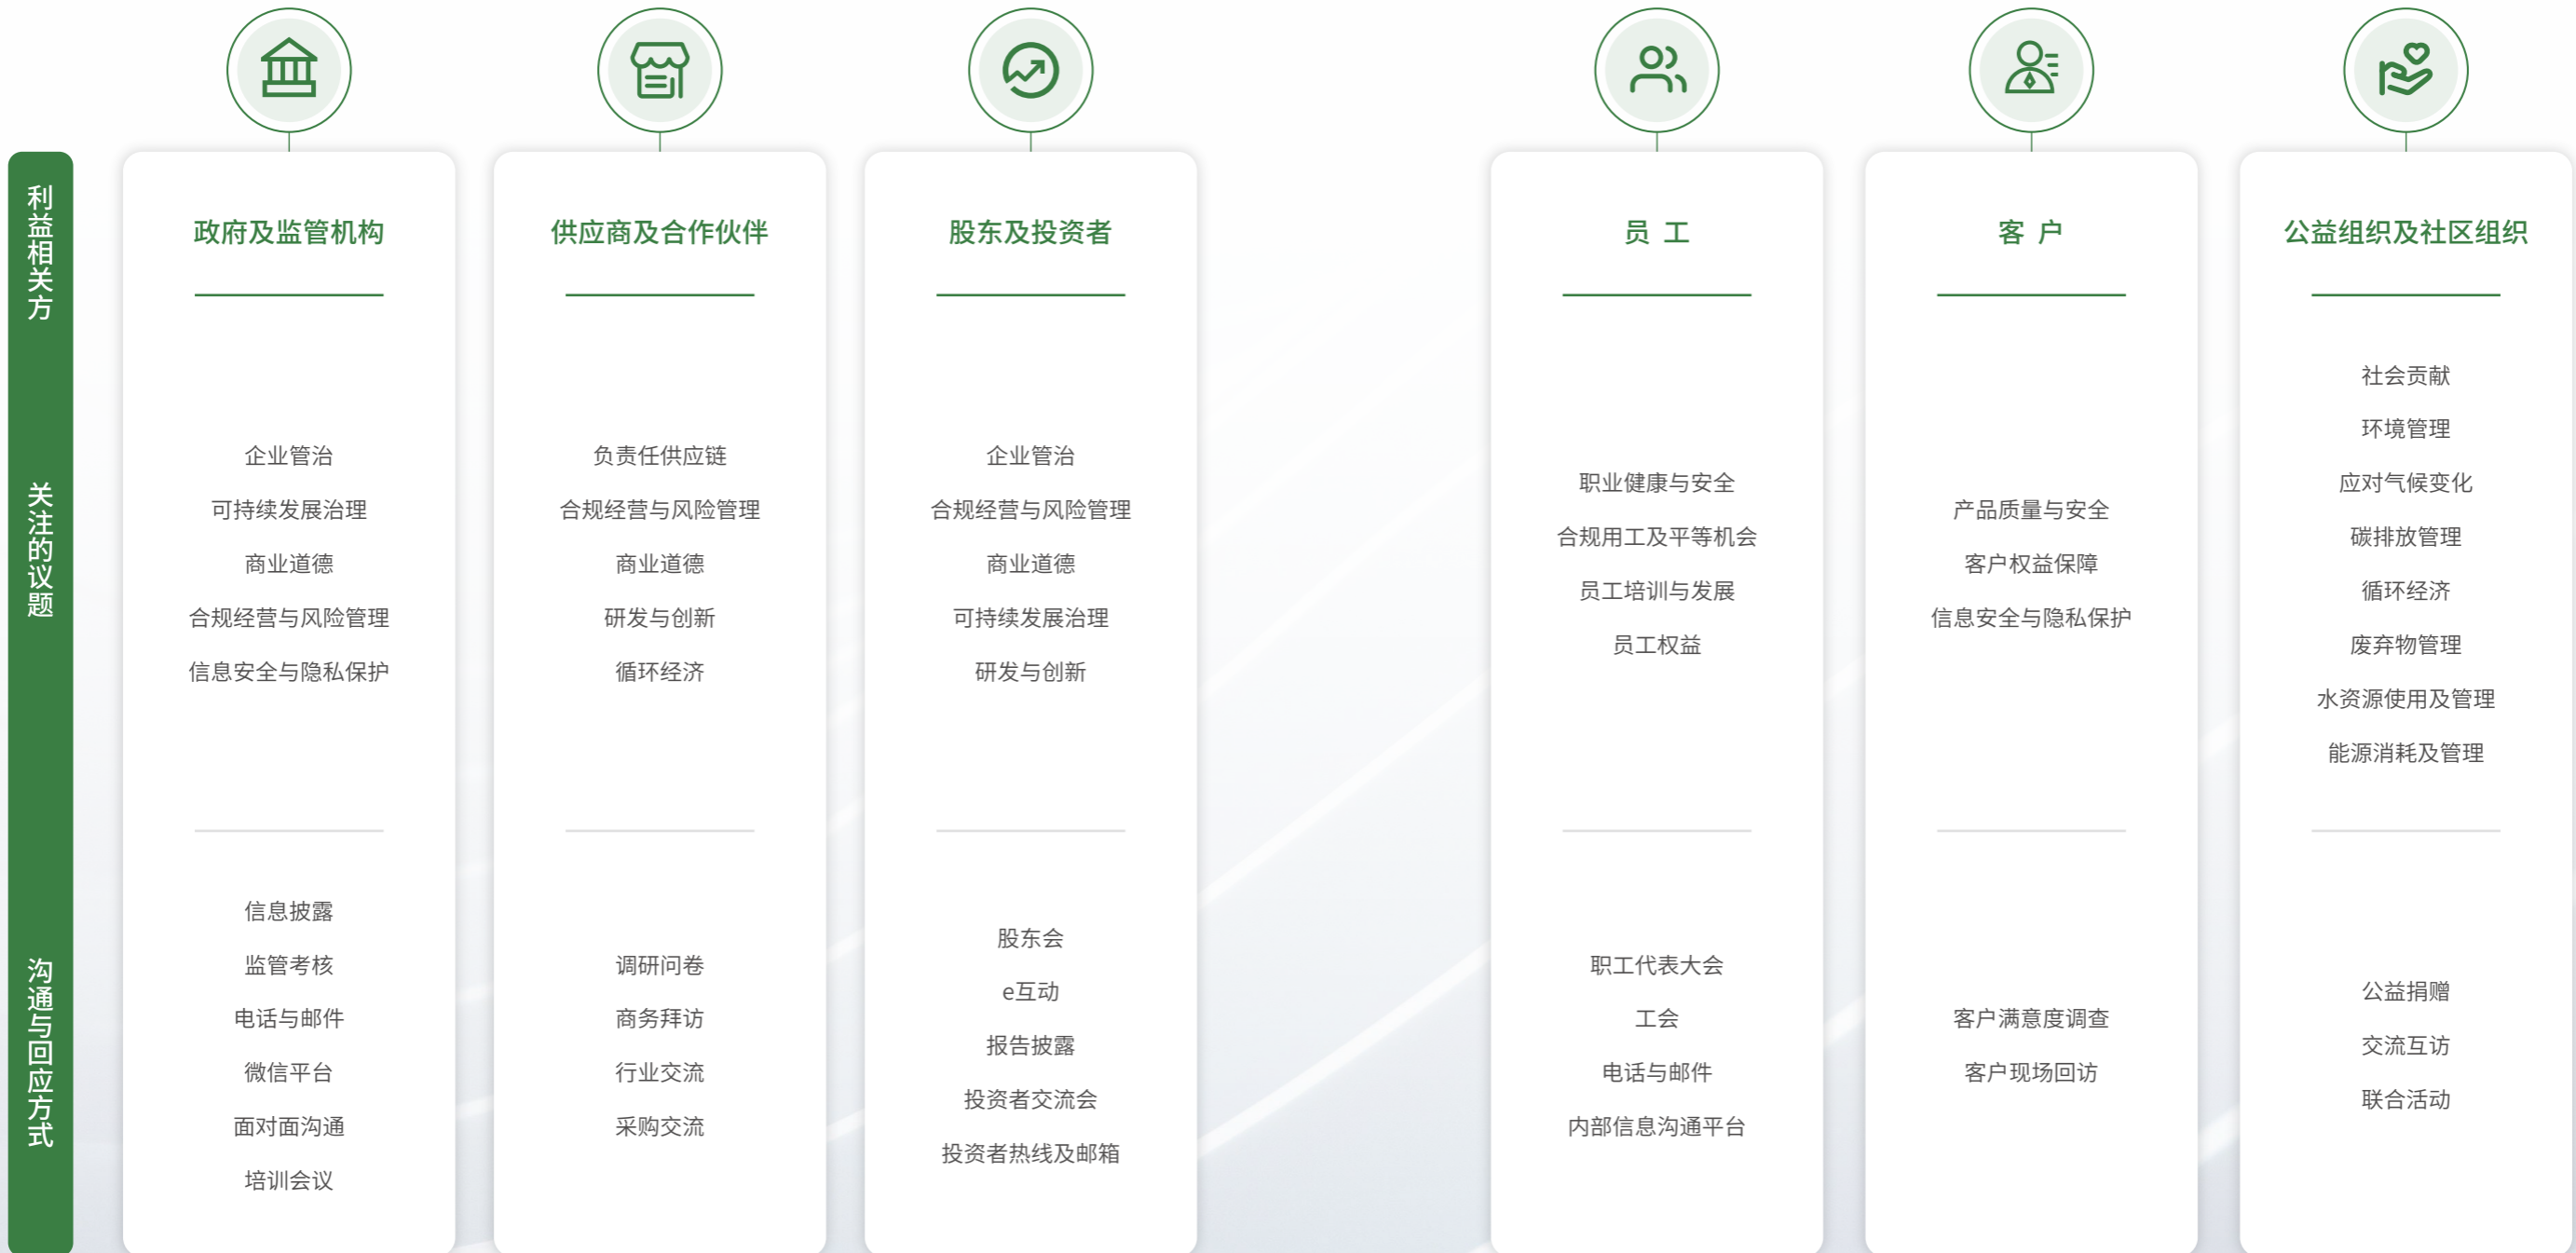 利益相关方
关注的议题
沟通与回应方式
政府及监管机构
企业管治
可持续发展治理
商业道德
合规经营与风险管理
信息安全与隐私保护
信息披露
监管考核
电话与邮件
微信平台
面对面沟通
培训会议
供应商及合作伙伴
负责任供应链
合规经营与风险管理
商业道德
研发与创新
循环经济
调研问卷
商务拜访
行业交流
采购交流
股东及投资者
企业管治
合规经营与风险管理
商业道德
可持续发展治理
研发与创新
股东会
e互动
报告披露
投资者交流会
投资者热线及邮箱
员 工
职业健康与安全
合规用工及平等机会
员工培训与发展
员工权益
职工代表大会
工会
电话与邮件
内部信息沟通平台
客 户
产品质量与安全
客户权益保障
信息安全与隐私保护
客户满意度调查
客户现场回访
公益组织及社区组织
社会贡献
环境管理
应对气候变化
碳排放管理
循环经济
废弃物管理
水资源使用及管理
能源消耗及管理
公益捐赠
交流互访
联合活动